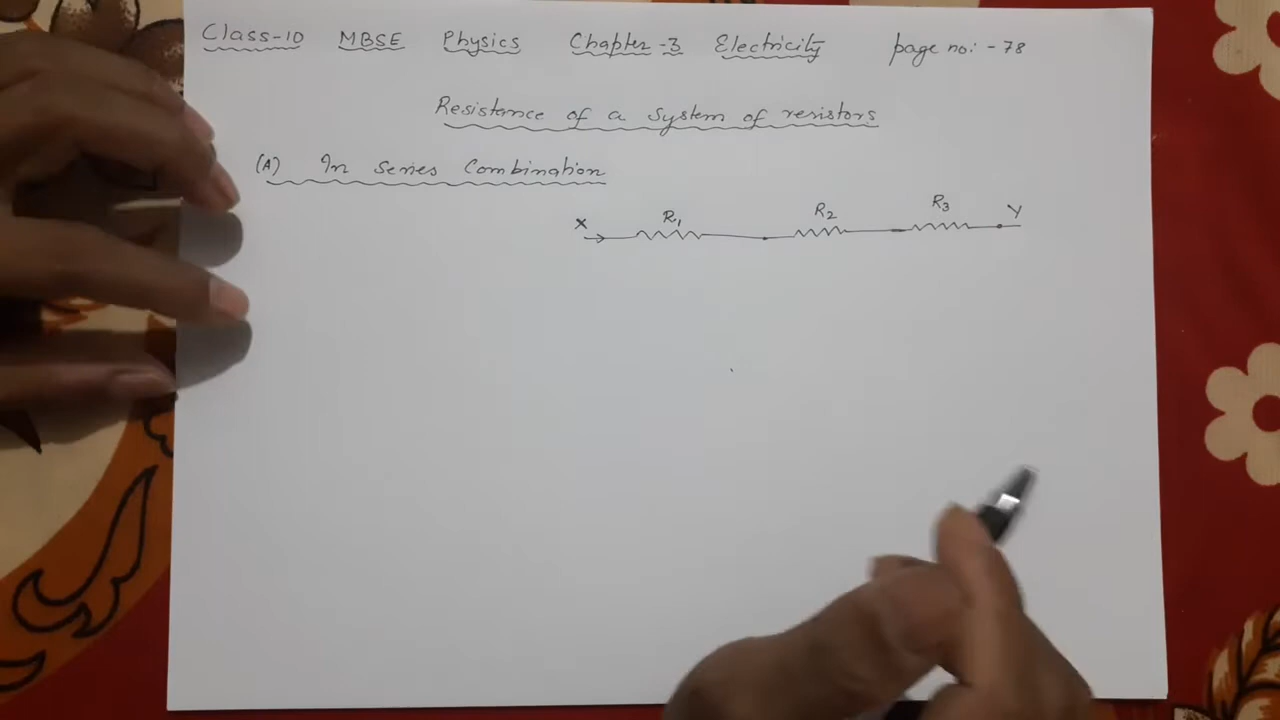 Class-10 MBSE Physics Chapter-3 Electricity page no:-78
Resistance of a System of resistors
(A) In Series Combination
X R1 R2 R3 Y